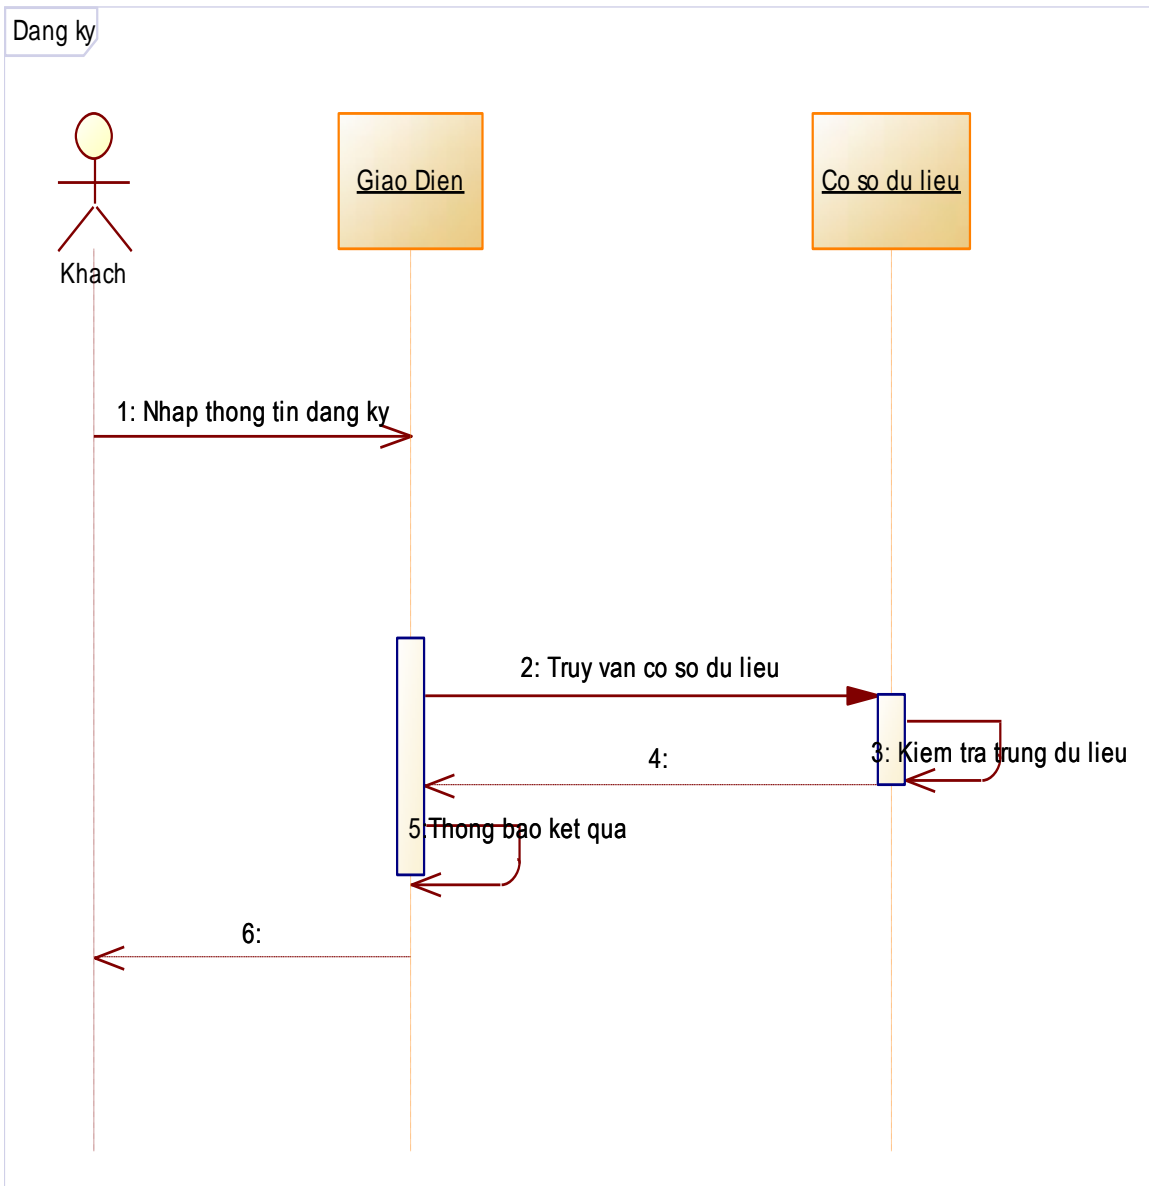 Dang ky
Giao Dien
Co so du lieu
Khach
1: Nhap thong tin dang ky
2: Truy van co so du lieu
3: Kiem tra trung du lieu
4:
5:Thong bao ket qua
6: